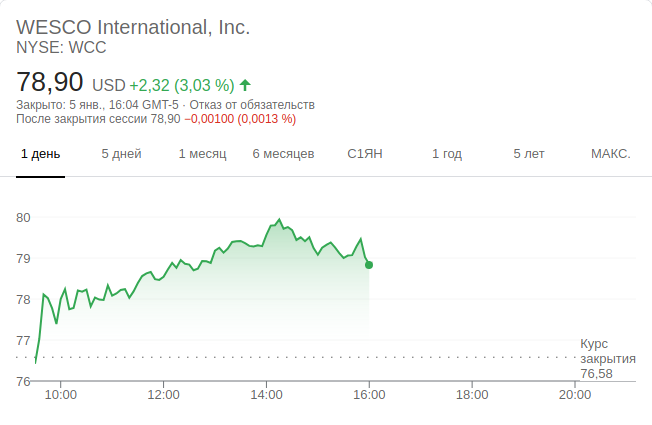 WESCO International, Inc.
NYSE: WCC
78,90 USD +2,32 (3,03 %)
Закрыто: 5 янв., 16:04 GMT-5 · Отказ от обязательств
После закрытия сессии 78,90 −0,00100 (0,0013 %)
1 день 5 дней 1 месяц 6 месяцев С1ЯН 1 год 5 лет МАКС.
80
79
78
77
Курс
закрытия
76,58
76
10:00 12:00 14:00 16:00 18:00 20:00